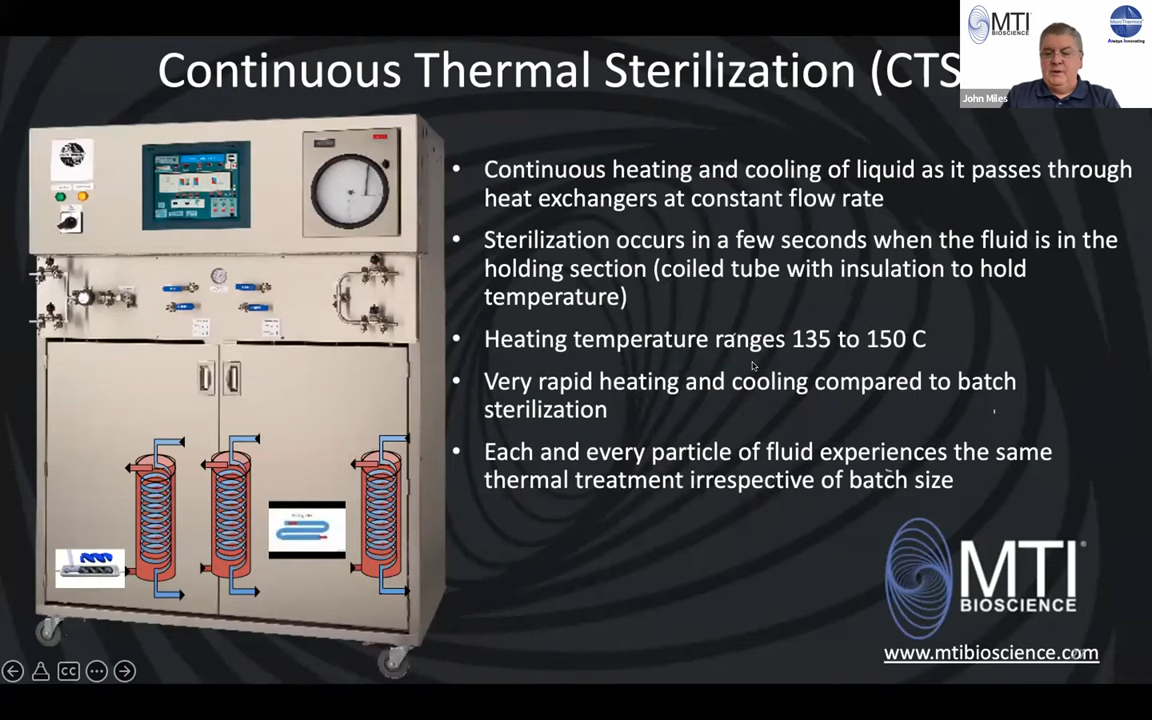 Continuous Thermal Sterilization (CTS
MTI
BIOSCIENCE
MicroThermics
Always Innovating
John Miles
• Continuous heating and cooling of liquid as it passes through
heat exchangers at constant flow rate
• Sterilization occurs in a few seconds when the fluid is in the
holding section (coiled tube with insulation to hold
temperature)
• Heating temperature ranges 135 to 150 C
• Very rapid heating and cooling compared to batch
sterilization
• Each and every particle of fluid experiences the same
thermal treatment irrespective of batch size
MTI®
BIOSCIENCE
www.mtibioscience.com
CC